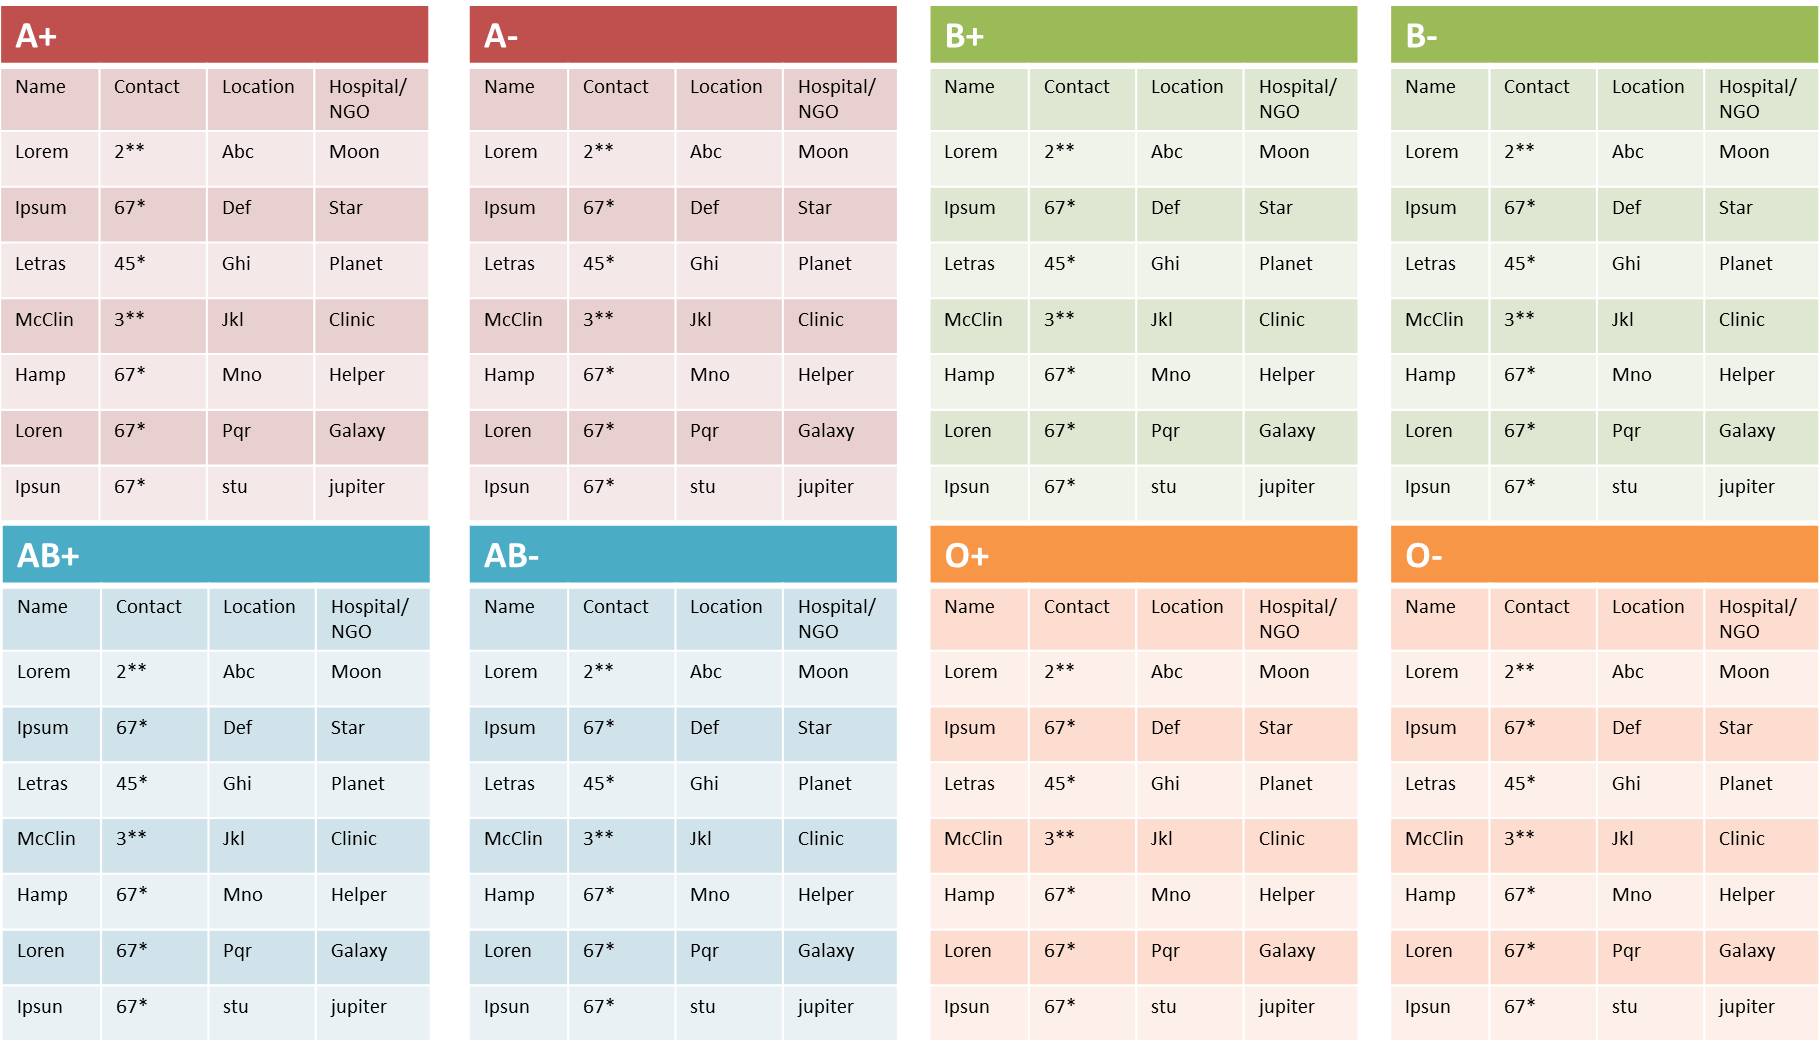 A+
Name Contact Location Hospital/
NGO
Lorem 2** Abc Moon
Ipsum 67* Def Star
Letras 45* Ghi Planet
McClin 3** Jkl Clinic
Hamp 67* Mno Helper
Loren 67* Pqr Galaxy
Ipsun 67* stu jupiter
A-
Name Contact Location Hospital/
NGO
Lorem 2** Abc Moon
Ipsum 67* Def Star
Letras 45* Ghi Planet
McClin 3** Jkl Clinic
Hamp 67* Mno Helper
Loren 67* Pqr Galaxy
Ipsun 67* stu jupiter
B+
Name Contact Location Hospital/
NGO
Lorem 2** Abc Moon
Ipsum 67* Def Star
Letras 45* Ghi Planet
McClin 3** Jkl Clinic
Hamp 67* Mno Helper
Loren 67* Pqr Galaxy
Ipsun 67* stu jupiter
B-
Name Contact Location Hospital/
NGO
Lorem 2** Abc Moon
Ipsum 67* Def Star
Letras 45* Ghi Planet
McClin 3** Jkl Clinic
Hamp 67* Mno Helper
Loren 67* Pqr Galaxy
Ipsun 67* stu jupiter
AB+
Name Contact Location Hospital/
NGO
Lorem 2** Abc Moon
Ipsum 67* Def Star
Letras 45* Ghi Planet
McClin 3** Jkl Clinic
Hamp 67* Mno Helper
Loren 67* Pqr Galaxy
Ipsun 67* stu jupiter
AB-
Name Contact Location Hospital/
NGO
Lorem 2** Abc Moon
Ipsum 67* Def Star
Letras 45* Ghi Planet
McClin 3** Jkl Clinic
Hamp 67* Mno Helper
Loren 67* Pqr Galaxy
Ipsun 67* stu jupiter
O+
Name Contact Location Hospital/
NGO
Lorem 2** Abc Moon
Ipsum 67* Def Star
Letras 45* Ghi Planet
McClin 3** Jkl Clinic
Hamp 67* Mno Helper
Loren 67* Pqr Galaxy
Ipsun 67* stu jupiter
O-
Name Contact Location Hospital/
NGO
Lorem 2** Abc Moon
Ipsum 67* Def Star
Letras 45* Ghi Planet
McClin 3** Jkl Clinic
Hamp 67* Mno Helper
Loren 67* Pqr Galaxy
Ipsun 67* stu jupiter